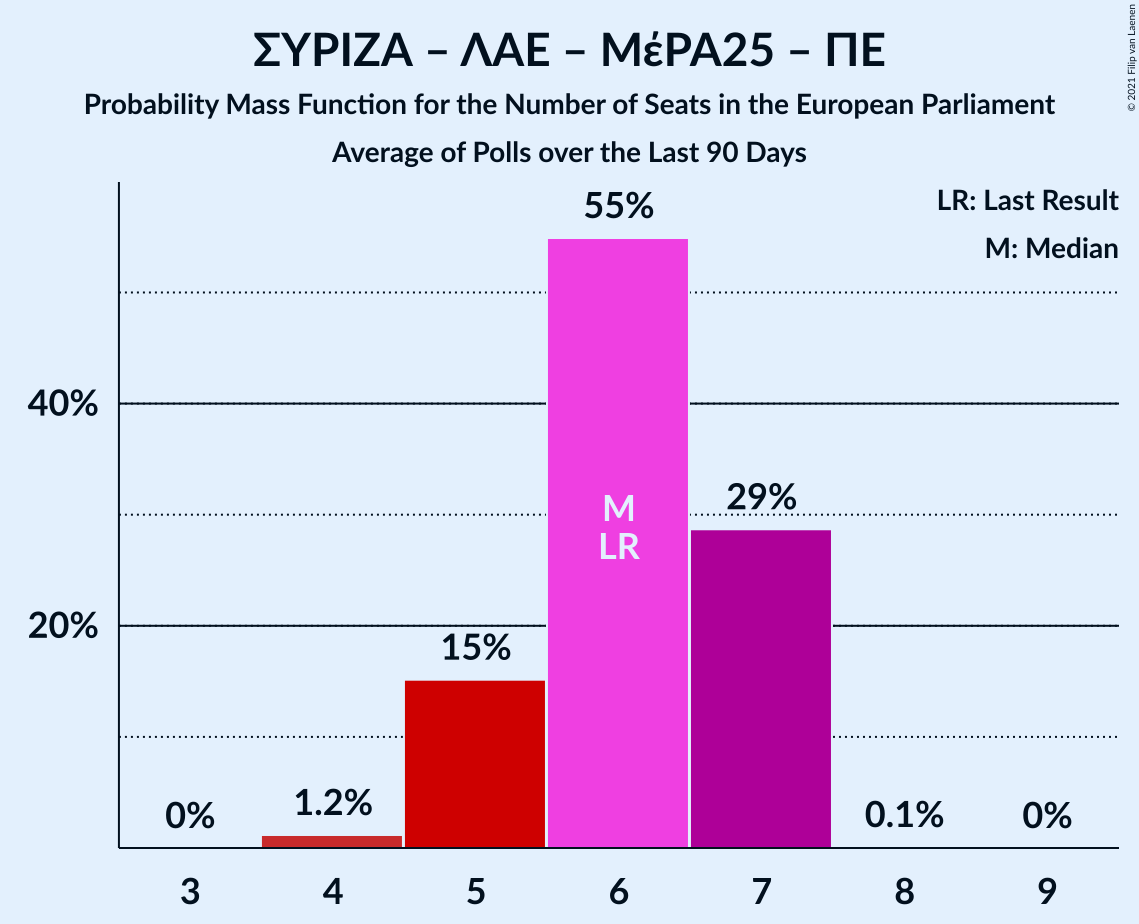 ΣΥΡΙΖΑ – ΛΑΕ – ΜέΡΑ25 – ΠΕ
Probability Mass Function for the Number of Seats in the European Parliament
Average of Polls over the Last 90 Days
© 2021 Filip van Laenen
LR: Last Result
M: Median
55%
40%
M
LR
29%
20%
15%
0%
1.2%
0.1%
0%
3 4 5 6 7 8 9